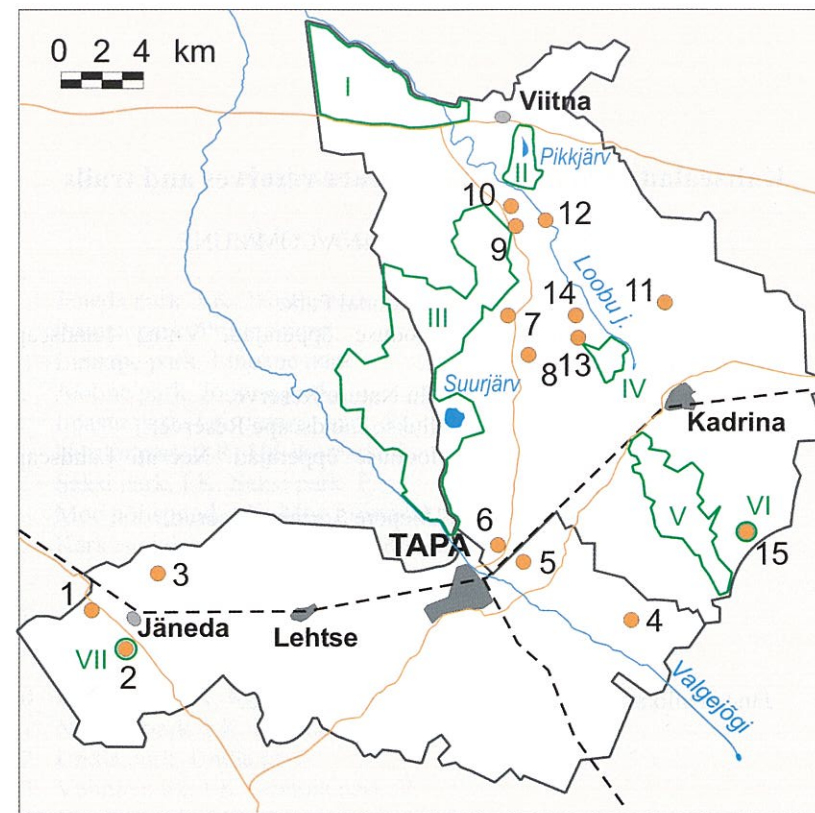 0 2 4 km
I
Viitna
II
Pikkjärv
10
12
9
Loobu j.
III
14
11
7
13
8
IV
Suurjärv
Kadrina
V
VI
15
6
TAPA
5
3
1
Jäneda
Lehtse
4
VII
2
Valgejõgi